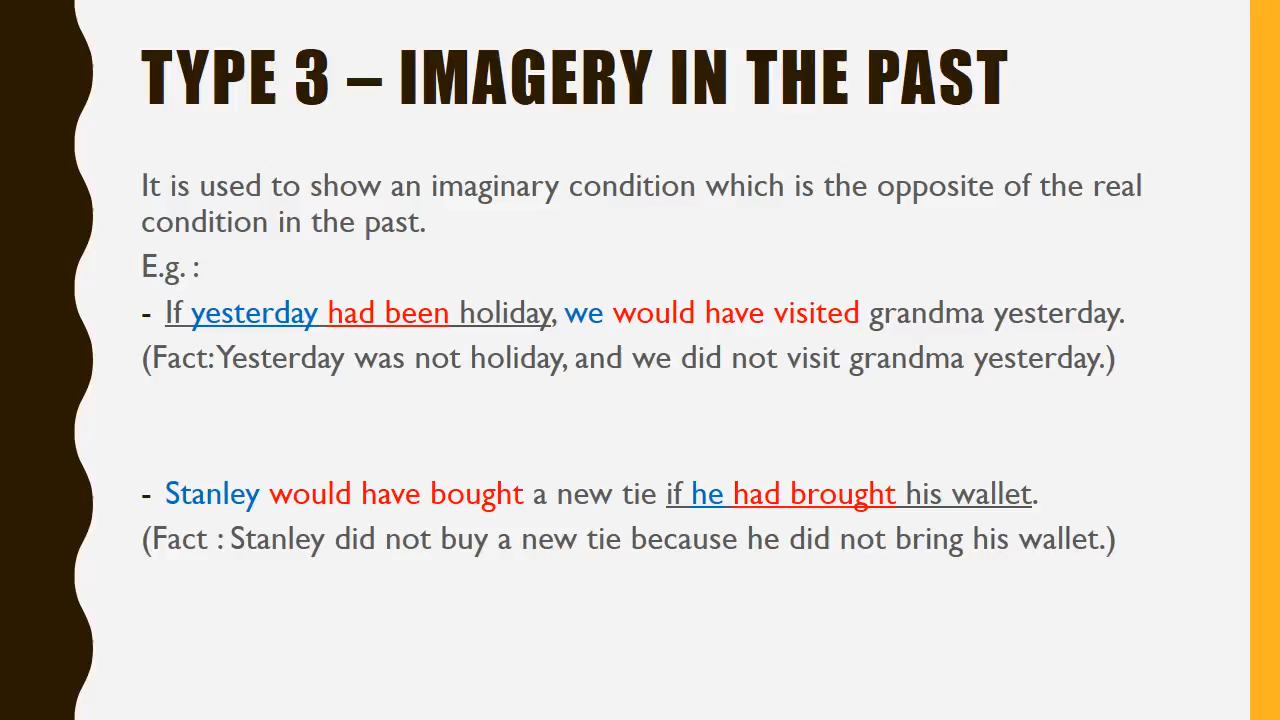 TYPE 3 – IMAGERY IN THE PAST
It is used to show an imaginary condition which is the opposite of the real
condition in the past.
E.g. :
- If yesterday had been holiday, we would have visited grandma yesterday.
(Fact: Yesterday was not holiday, and we did not visit grandma yesterday.)
- Stanley would have bought a new tie if he had brought his wallet.
(Fact : Stanley did not buy a new tie because he did not bring his wallet.)